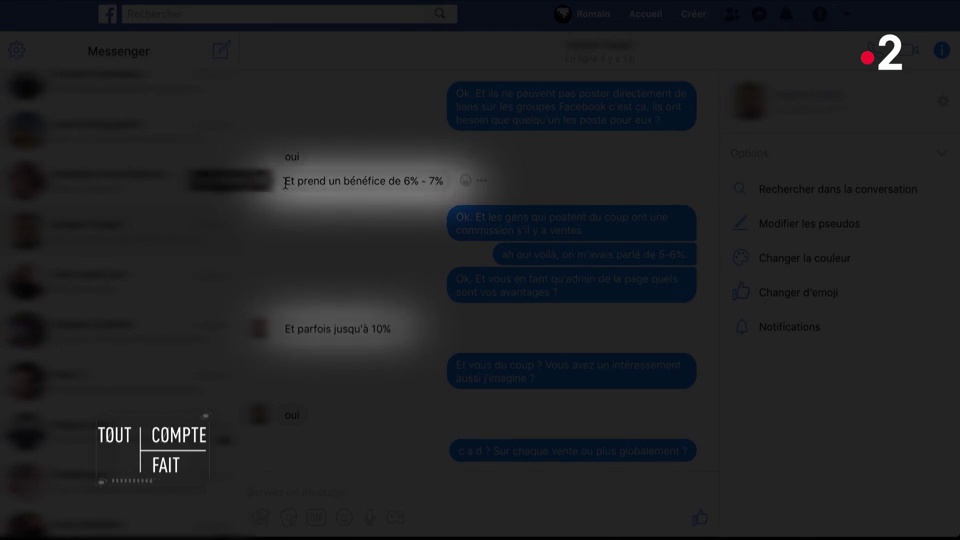 Rechercher
Romain
Accueil
Créer
Messenger
2
Ok. Et ils ne peuvent pas poster directement de
liens sur les groupes Facebook c'est ça, ils ont
besoin que quelqu'un les poste pour eux ?
oui
Et prend un bénéfice de 6% - 7%
Ok. Et les gens qui postent du coup ont une
commission s'il y a ventes
ah oui voilà, on m'avais parlé de 5-6%
Ok. Et vous en tant qu'admin de la page quels
sont vos avantages ?
Et parfois jusqu'à 10%
Et vous du coup ? Vous avez un intéressement
aussi j'imagine ?
oui
c a d ? Sur chaque vente ou plus globalement ?
Options
Rechercher dans la conversation
Modifier les pseudos
Changer la couleur
Changer d'emoji
Notifications
TOUT COMPTE
FAIT